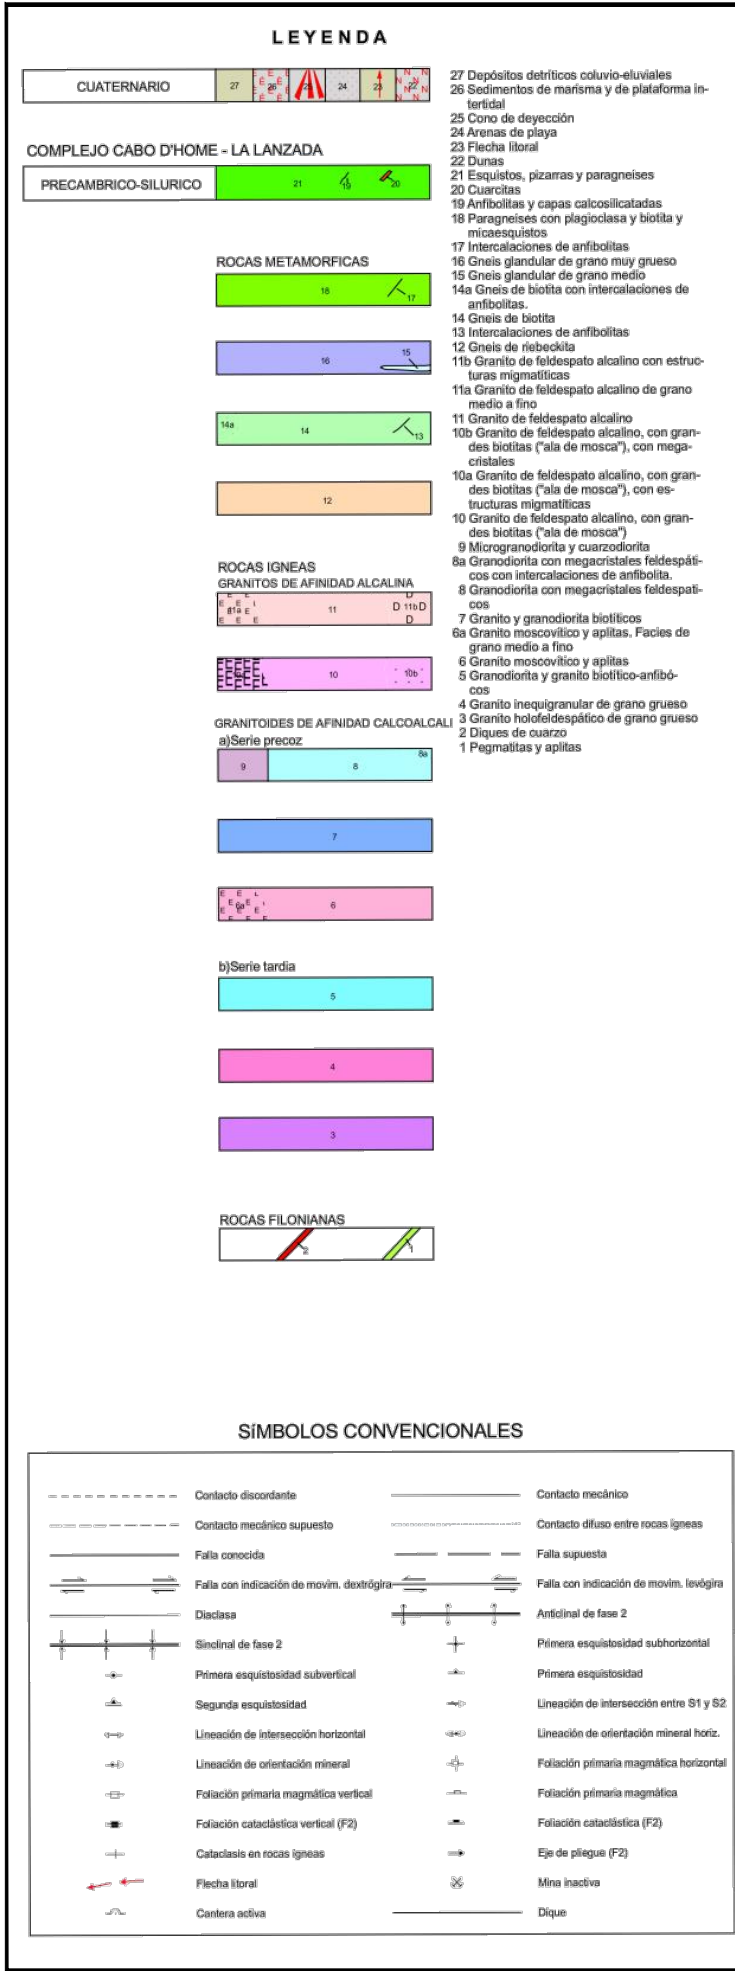 LEYENDA
CUATERNARIO
27
26
25
24
23
22
COMPLEJO CABO D'HOME - LA LANZADA
PRECAMBRICO-SILURICO
21
19
20
ROCAS METAMORFICAS
18
17
16
15
14a
14
13
12
ROCAS IGNEAS
GRANITOS DE AFINIDAD ALCALINA
11a
11
D
D 11b D
D
10
10b
GRANITOIDES DE AFINIDAD CALCOALCALI
a)Serie precoz
9
8
8a
7
6a
6
b)Serie tardia
5
4
3
ROCAS FILONIANAS
2
1
27 Depósitos detríticos coluvio-eluviales
26 Sedimentos de marisma y de plataforma in-
tertidal
25 Cono de deyección
24 Arenas de playa
23 Flecha litoral
22 Dunas
21 Esquistos, pizarras y paragneises
20 Cuarcitas
19 Anfibolitas y capas calcosilicatadas
18 Paragneises con plagioclasa y biotita y
micaesquistos
17 Intercalaciones de anfibolitas
16 Gneis glandular de grano muy grueso
15 Gneis glandular de grano medio
14a Gneis de biotita con intercalaciones de
anfibolitas.
14 Gneis de biotita
13 Intercalaciones de anfibolitas
12 Gneis de riebeckita
11b Granito de feldespato alcalino con estruc-
turas migmatíticas
11a Granito de feldespato alcalino de grano
medio a fino
11 Granito de feldespato alcalino
10b Granito de feldespato alcalino, con gran-
des biotitas ("ala de mosca"), con mega-
cristales
10a Granito de feldespato alcalino, con gran-
des biotitas ("ala de mosca"), con es-
tructuras migmatíticas
10 Granito de feldespato alcalino, con gran-
des biotitas ("ala de mosca")
9 Microgranodiorita y cuarzodiorita
8a Granodiorita con megacristales feldespáti-
cos con intercalaciones de anfibolita.
8 Granodiorita con megacristales feldespati-
cos
7 Granito y granodiorita biotíticos
6a Granito moscovítico y aplitas. Facies de
grano medio a fino
6 Granito moscovítico y aplitas
5 Granodiorita y granito biotítico-anfibó-
cos
4 Granito inequigranular de grano grueso
3 Granito holofeldespático de grano grueso
2 Diques de cuarzo
1 Pegmatitas y aplitas
SíMBOLOS CONVENCIONALES
Contacto discordante
Contacto mecánico
Contacto mecánico supuesto
Contacto difuso entre rocas ígneas
Falla conocida
Falla supuesta
Falla con indicación de movim. dextrógira
Falla con indicación de movim. levógira
Diaclasa
Anticlinal de fase 2
Sinclinal de fase 2
Primera esquistosidad subhorizontal
Primera esquistosidad subvertical
Primera esquistosidad
Segunda esquistosidad
Lineación de intersección entre S1 y S2
Lineación de intersección horizontal
Lineación de orientación mineral horiz.
Lineación de orientación mineral
Foliación primaria magmática horizontal
Foliación primaria magmática vertical
Foliación primaria magmática
Foliación cataclástica vertical (F2)
Foliación cataclástica (F2)
Cataclasis en rocas ígneas
Eje de pliegue (F2)
Flecha litoral
Mina inactiva
Cantera activa
Dique